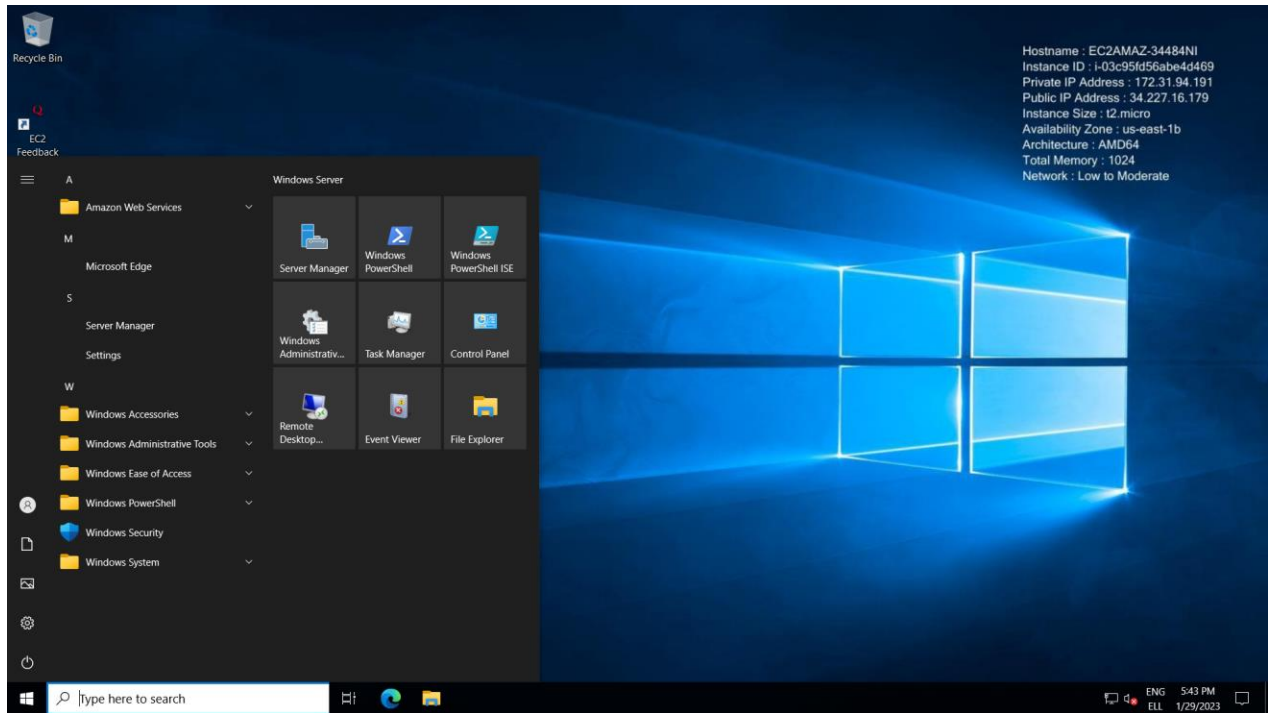 Recycle Bin
EC2
Feedback
Hostname : EC2AMAZ-34484NI
Instance ID : i-03c95fd56abe4d469
Private IP Address : 172.31.94.191
Public IP Address : 34.227.16.179
Instance Size : t2.micro
Availability Zone : us-east-1b
Architecture : AMD64
Total Memory : 1024
Network : Low to Moderate
A
Amazon Web Services
M
Microsoft Edge
S
Server Manager
Settings
W
Windows Accessories
Windows Administrative Tools
Windows Ease of Access
Windows PowerShell
Windows Security
Windows System
Windows Server
Server Manager
Windows
PowerShell
Windows
PowerShell ISE
Windows
Administrativ...
Task Manager
Control Panel
Remote
Desktop...
Event Viewer
File Explorer
Type here to search
ENG
ELL
5:43 PM
1/29/2023